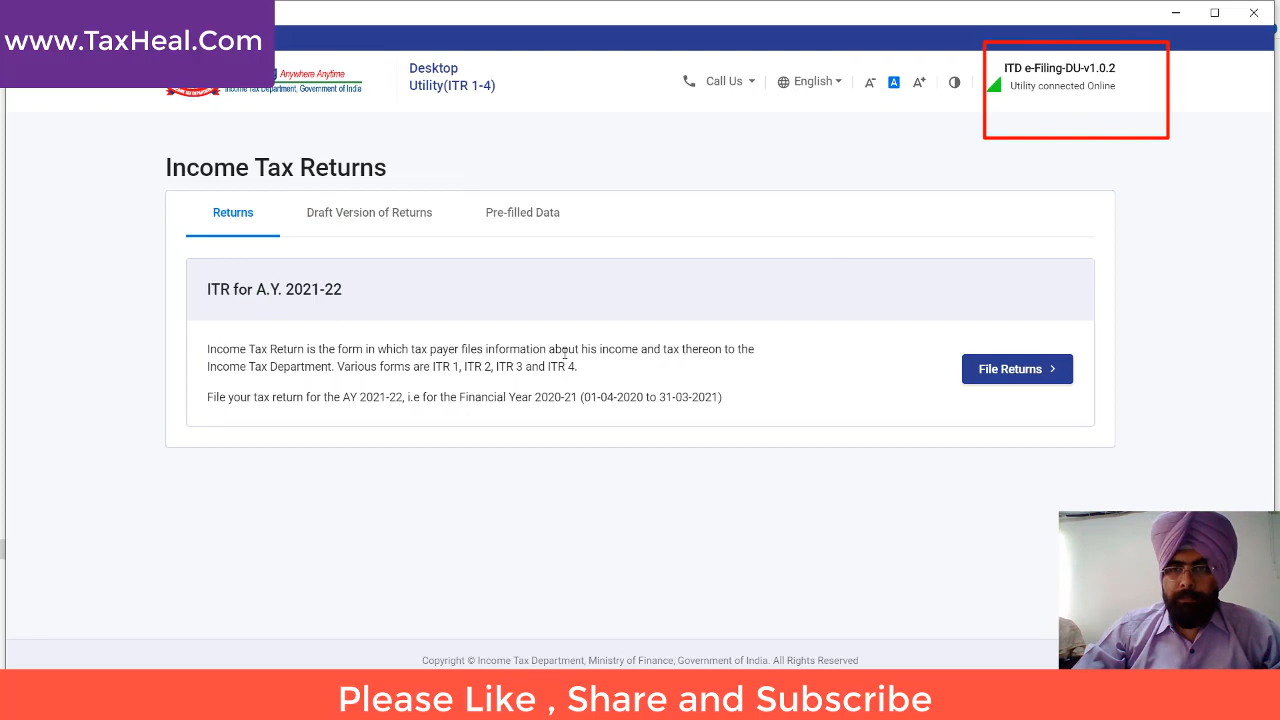 www.TaxHeal.Com
Anywhere Anytime
Income Tax Department, Government of India
Desktop
Utility(ITR 1-4)
Call Us
English
A-
A
A+
ITD e-Filing-DU-v1.0.2
Utility connected Online
Income Tax Returns
Returns
Draft Version of Returns
Pre-filled Data
ITR for A.Y. 2021-22
Income Tax Return is the form in which tax payer files information about his income and tax thereon to the
Income Tax Department. Various forms are ITR 1, ITR 2, ITR 3 and ITR 4.
File Returns
File your tax return for the AY 2021-22, i.e for the Financial Year 2020-21 (01-04-2020 to 31-03-2021)
Copyright © Income Tax Department, Ministry of Finance, Government of India. All Rights Reserved
Please Like , Share and Subscribe